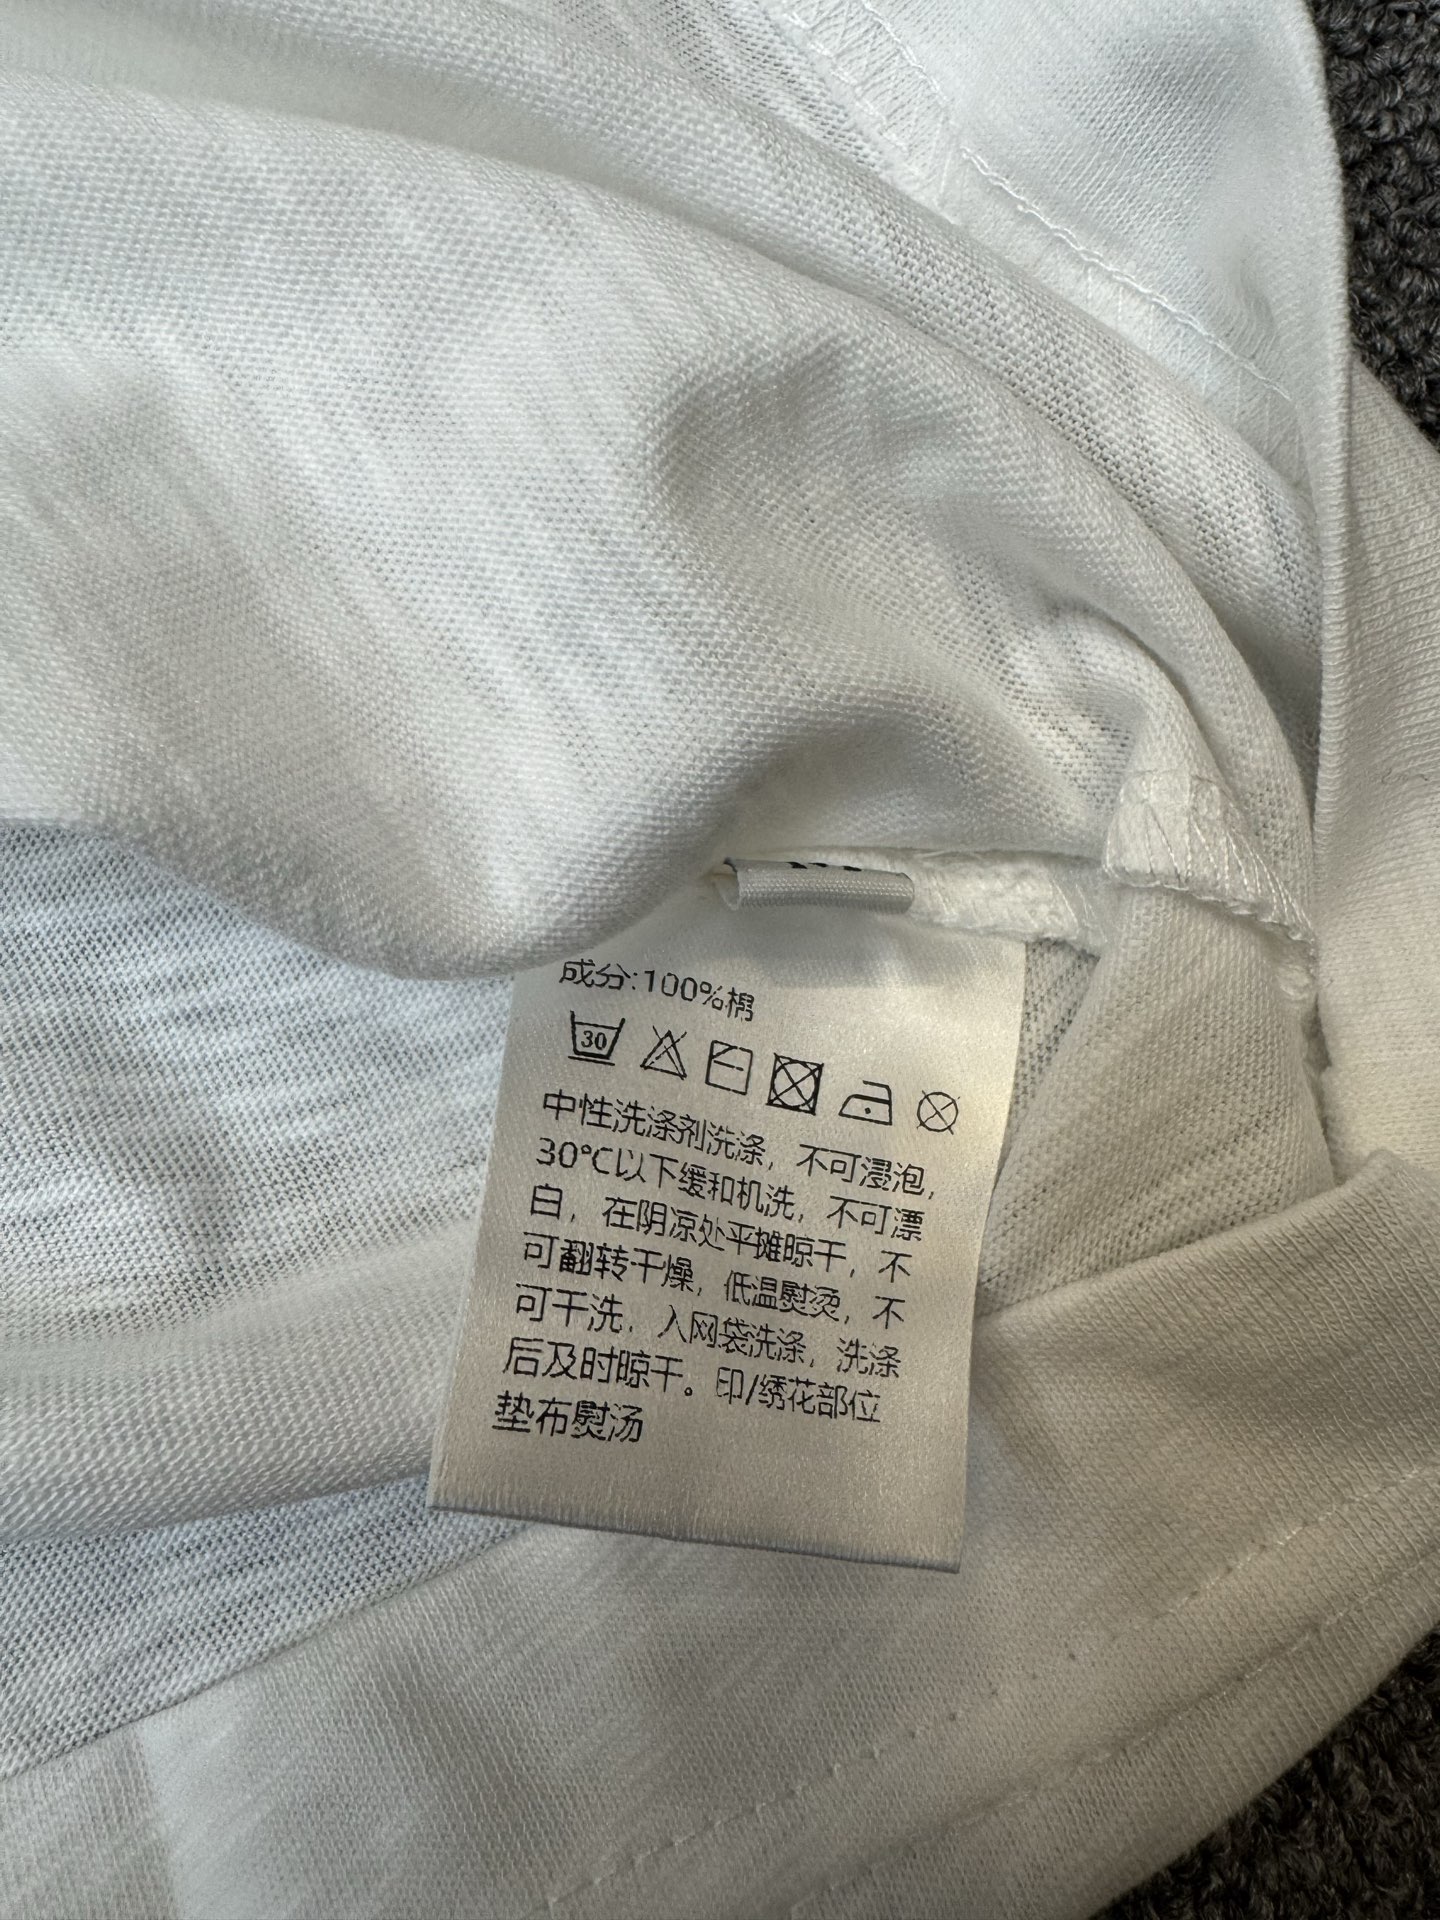 成分:100%棉
30
中性洗涤剂洗涤，不可浸泡，
30℃以下缓和机洗，不可漂
白，在阴凉处平摊晾干，不
可翻转干燥，低温熨烫，不
可干洗，入网袋洗涤，洗涤
后及时晾干。印/绣花部位
垫布熨汤